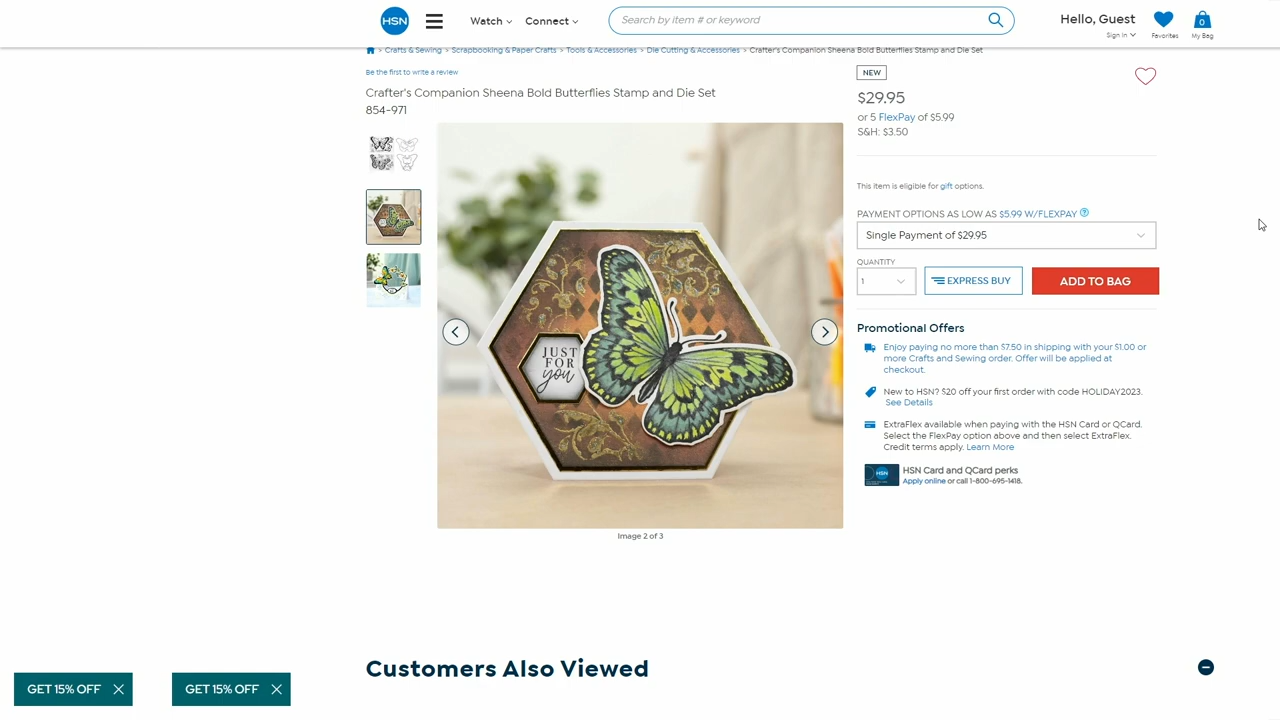 HSN
Watch
Connect
Search by item # or keyword
Hello, Guest
Sign In
Favorites
0
My Bag
> Crafts & Sewing > Scrapbooking & Paper Crafts > Tools & Accessories > Die Cutting & Accessories > Crafter's Companion Sheena Bold Butterflies Stamp and Die Set
Be the first to write a review
Crafter's Companion Sheena Bold Butterflies Stamp and Die Set
854-971
JUST
FOR
you
Image 2 of 3
NEW
$29.95
or 5 FlexPay of $5.99
S&H: $3.50
This item is eligible for gift options.
PAYMENT OPTIONS AS LOW AS $5.99 W/FLEXPAY
Single Payment of $29.95
QUANTITY
1
EXPRESS BUY
ADD TO BAG
Promotional Offers
Enjoy paying no more than $7.50 in shipping with your $1.00 or
more Crafts and Sewing order. Offer will be applied at
checkout.
New to HSN? $20 off your first order with code HOLIDAY2023.
See Details
ExtraFlex available when paying with the HSN Card or QCard.
Select the FlexPay option above and then select ExtraFlex.
Credit terms apply. Learn More
HSN
HSN Card and QCard perks
Apply online or call 1-800-695-1418.
Customers Also Viewed
GET 15% OFF
GET 15% OFF